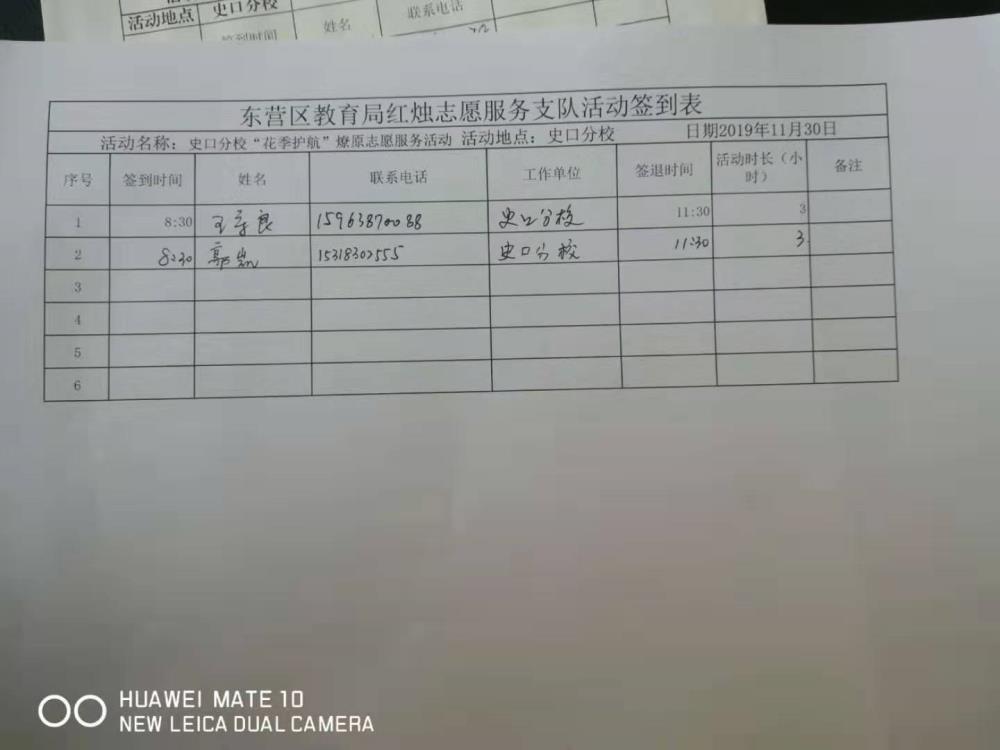 活动地点 史口分校 联系电话
签到时间 姓名
东营区教育局红烛志愿服务支队活动签到表
活动名称：史口分校“花季护航”燎原志愿服务活动 活动地点：史口分校 日期2019年11月30日
序号 签到时间 姓名 联系电话 工作单位 签退时间 活动时长（小时） 备注
1 8:30 王 良 15963870088 史口分校 11:30 3
2 8:30 郭凯 15318302555 史口分校 11:30 3
3
4
5
6
HUAWEI MATE 10
NEW LEICA DUAL CAMERA